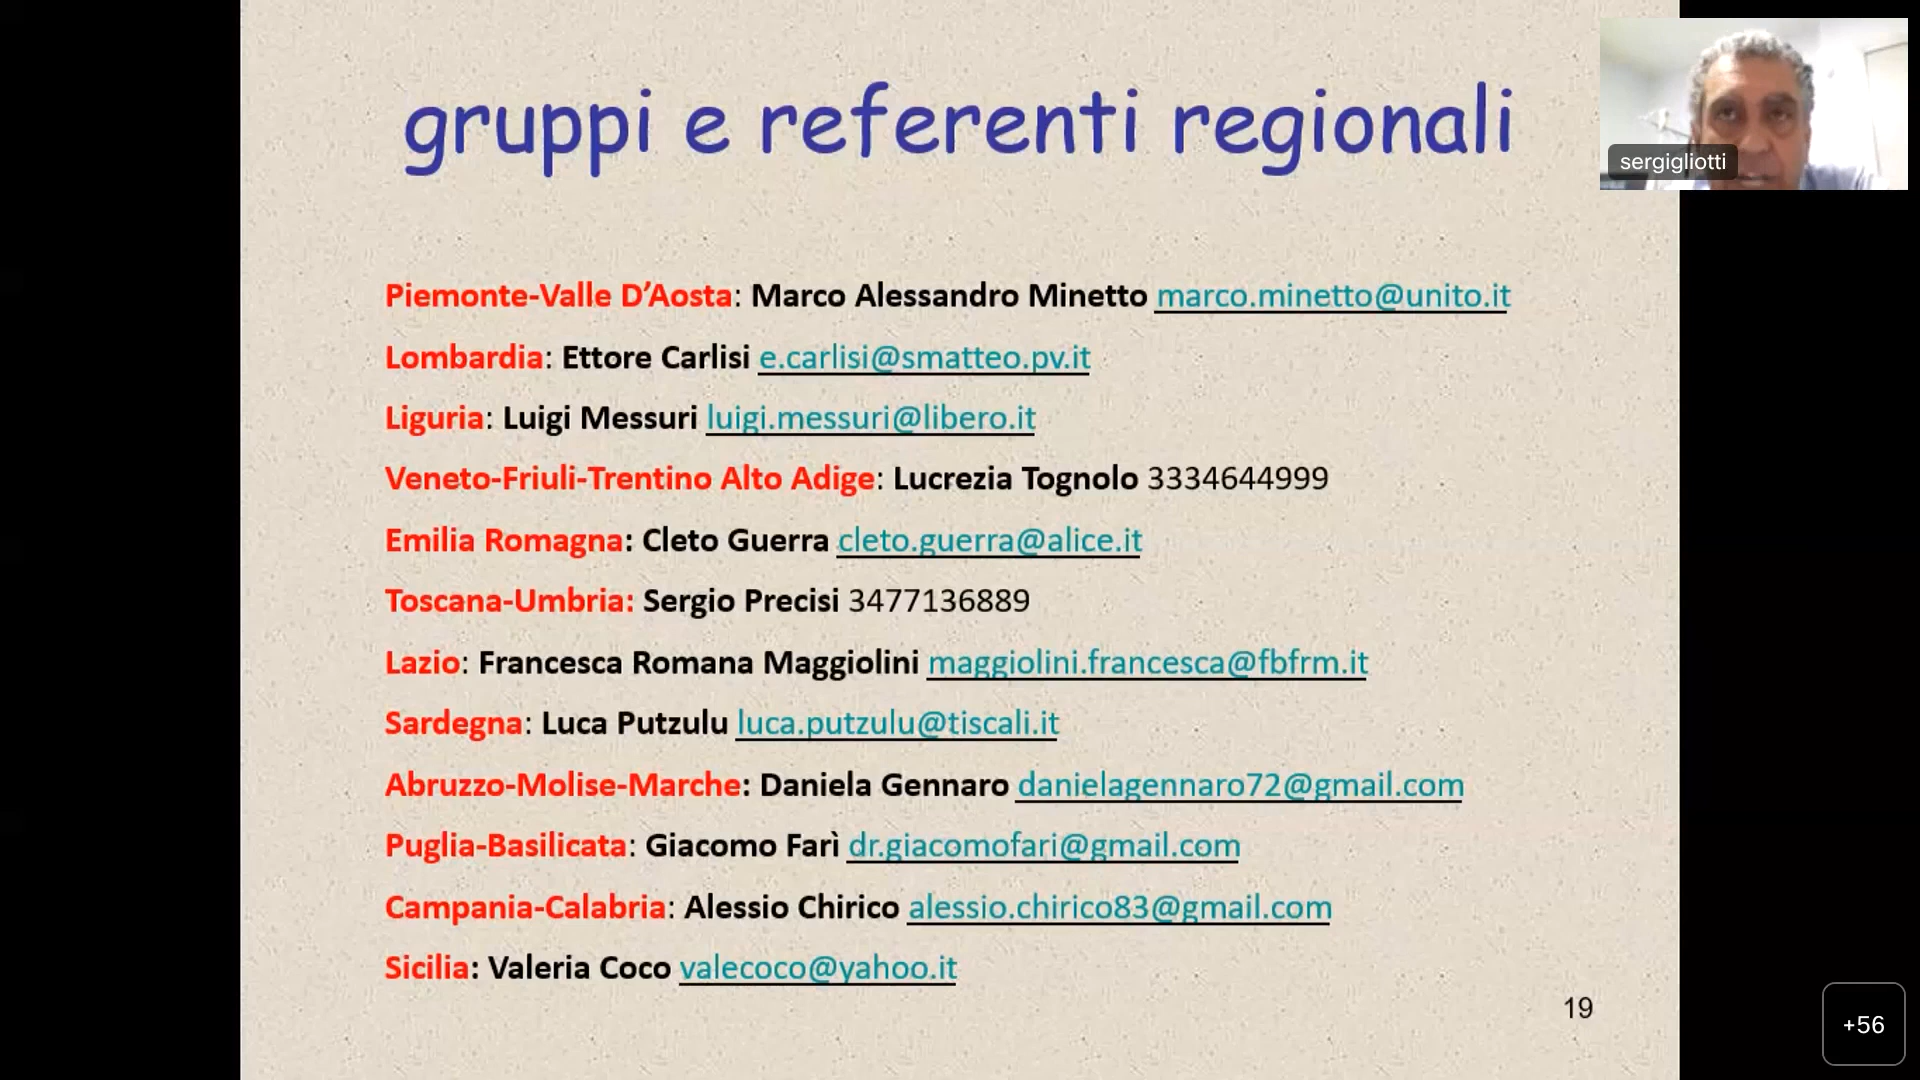 gruppi e referenti regionali
sergigliotti
Piemonte-Valle D’Aosta: Marco Alessandro Minetto marco.minetto@unito.it
Lombardia: Ettore Carlisi e.carlisi@smatteo.pv.it
Liguria: Luigi Messuri luigi.messuri@libero.it
Veneto-Friuli-Trentino Alto Adige: Lucrezia Tognolo 3334644999
Emilia Romagna: Cleto Guerra cleto.guerra@alice.it
Toscana-Umbria: Sergio Precisi 3477136889
Lazio: Francesca Romana Maggiolini maggiolini.francesca@fbfrm.it
Sardegna: Luca Putzulu luca.putzulu@tiscali.it
Abruzzo-Molise-Marche: Daniela Gennaro danielagennaro72@gmail.com
Puglia-Basilicata: Giacomo Farì dr.giacomofari@gmail.com
Campania-Calabria: Alessio Chirico alessio.chirico83@gmail.com
Sicilia: Valeria Coco valecoco@yahoo.it
19
+56